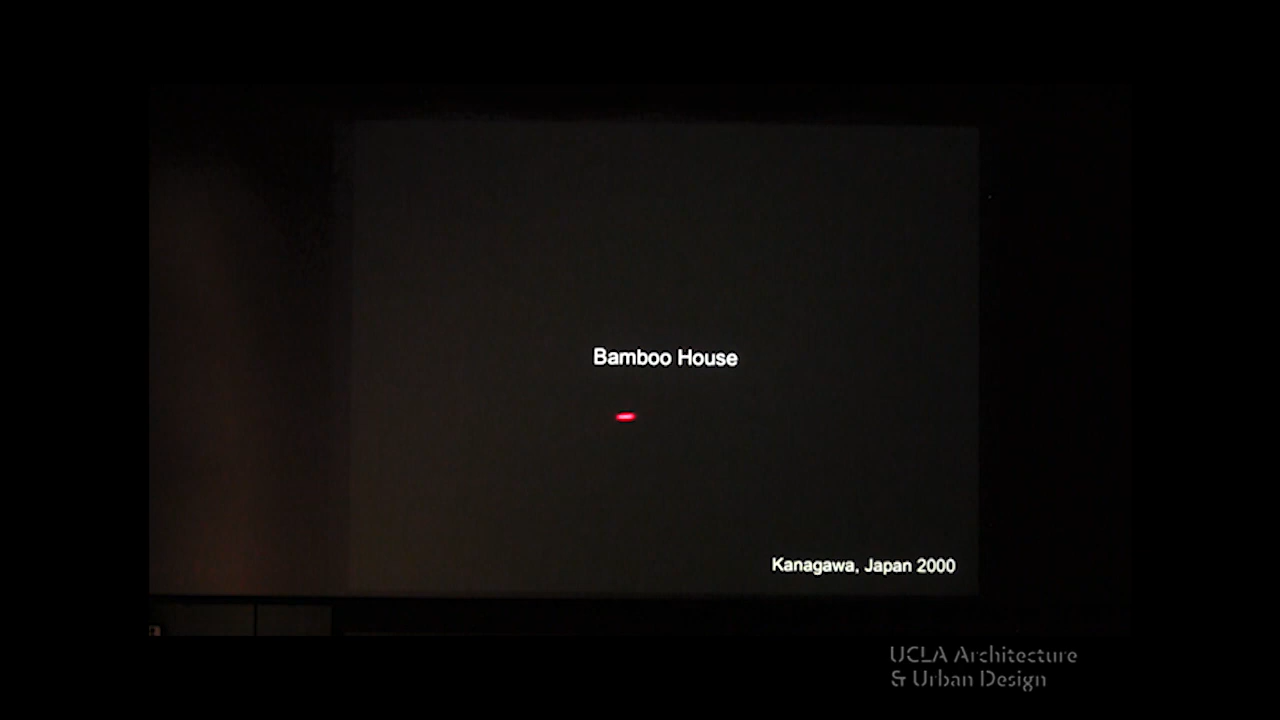 Bamboo House
Kanagawa, Japan 2000
UCLA Architecture
& Urban Design